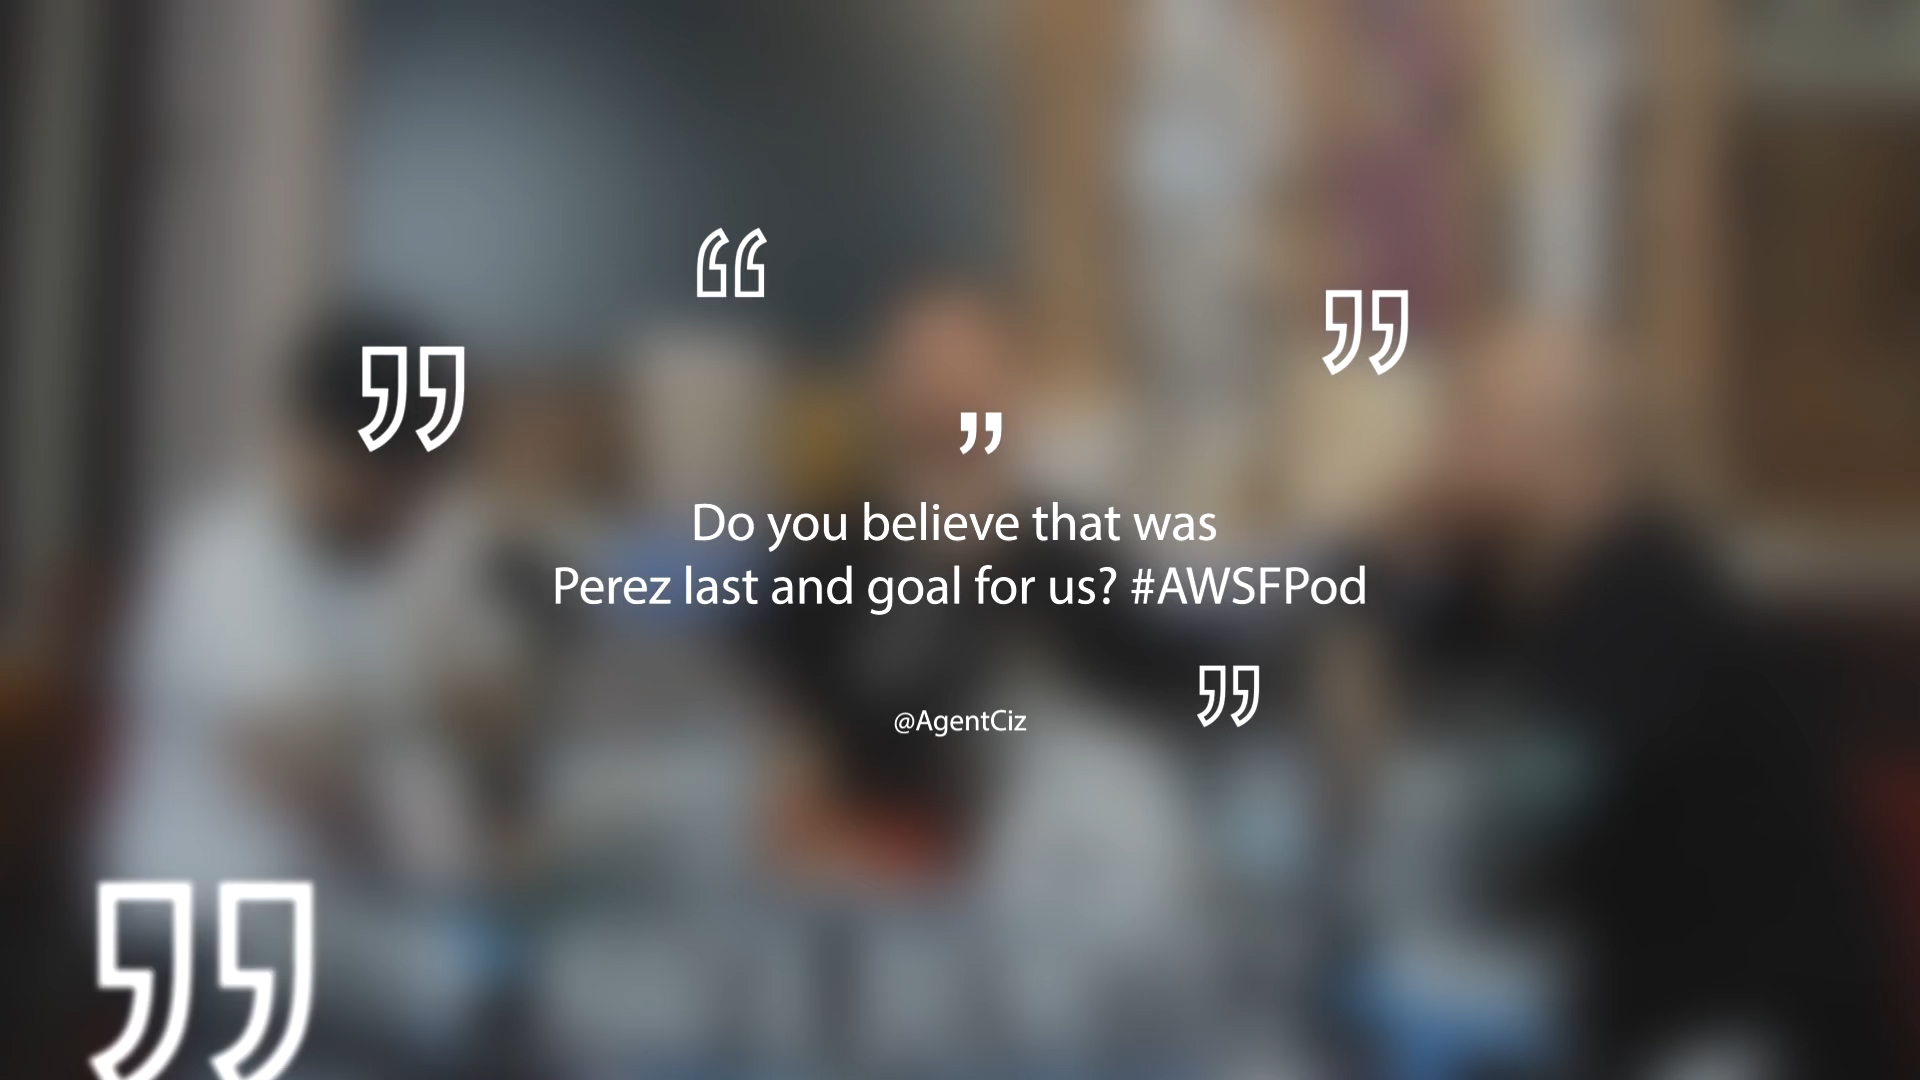 Do you believe that was
Perez last and goal for us? #AWSFPod
@AgentCiz